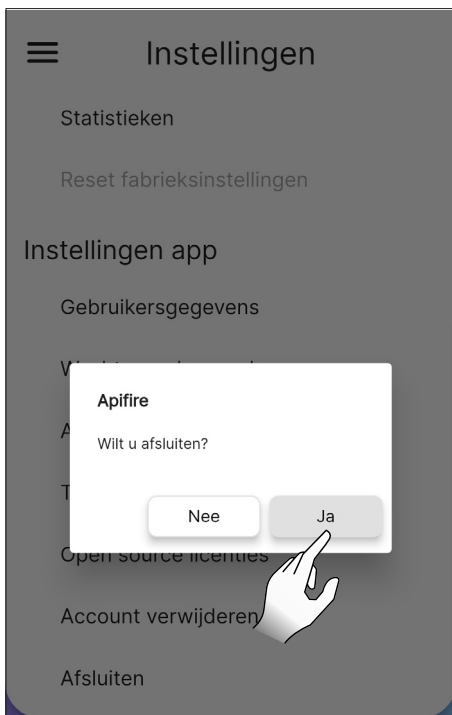 Instellingen
Statistieken
Reset fabrieksinstellingen
Instellingen app
Gebruikersgegevens
Apifire
Wilt u afsluiten?
Nee
Ja
Open source licenties
Account verwijderen
Afsluiten